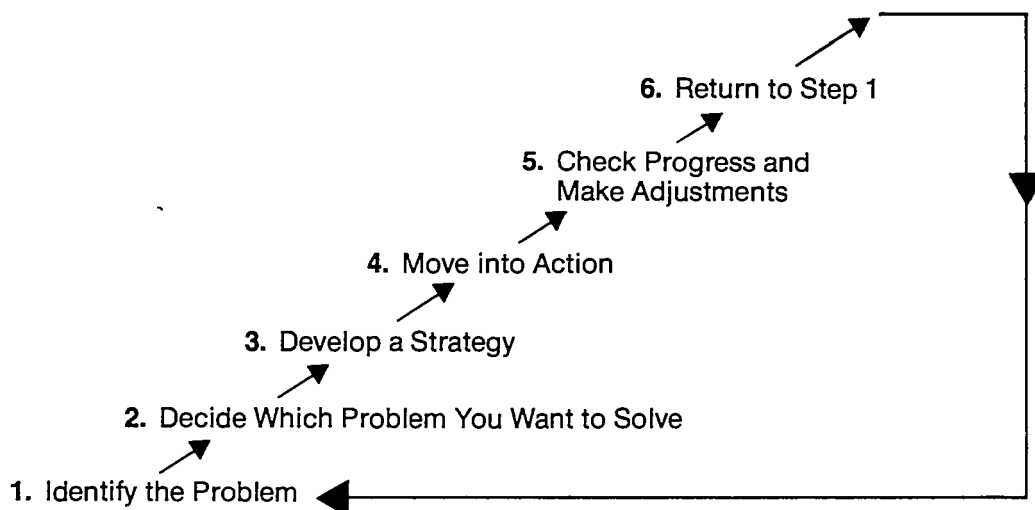 6. Return to Step 1
5. Check Progress and
Make Adjustments
4. Move into Action
3. Develop a Strategy
2. Decide Which Problem You Want to Solve
1. Identify the Problem